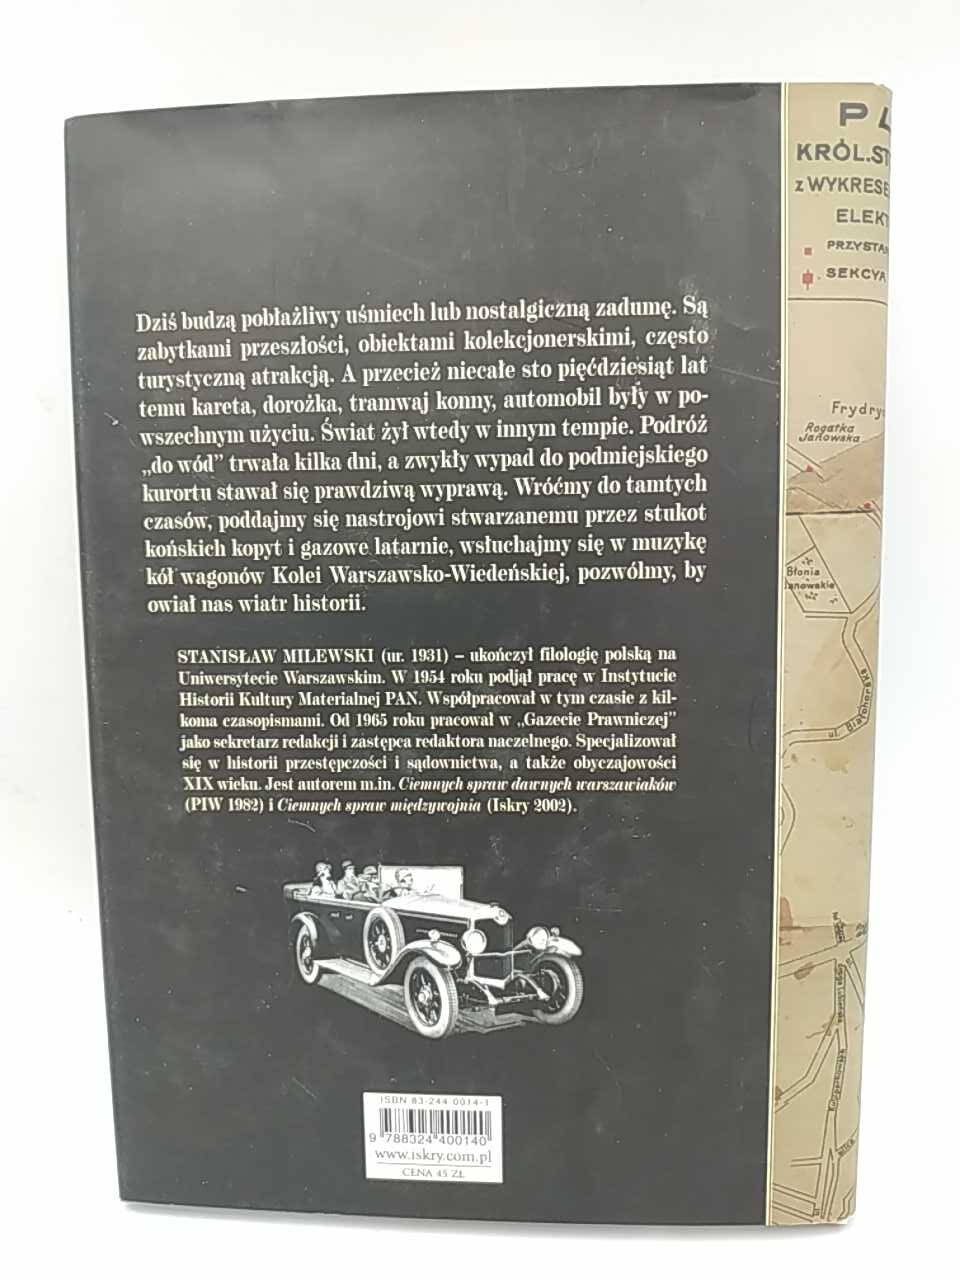 Dziś budzą pobłażliwy uśmiech lub nostalgiczną zadumę. Są
zabytkami przeszłości, obiektami kolekcjonerskimi, często
turystyczną atrakcją. A przecież niecałe sto pięćdziesiąt lat
temu kareta, dorożka, tramwaj konny, automobil były w po-
wszechnym użyciu. Świat żył wtedy w innym tempie. Podróż
„do wód” trwała kilka dni, a zwykły wypad do podmiejskiego
kurortu stawał się prawdziwą wyprawą. Wróćmy do tamtych
czasów, poddajmy się nastrojowi stwarzanemu przez stukot
końskich kopyt i gazowe latarnie, wsłuchajmy się w muzykę
kół wagonów Kolei Warszawsko-Wiedeńskiej, pozwólmy, by
owiał nas wiatr historii.
STANISŁAW MILEWSKI (ur. 1931) – ukończył filologię polską na
Uniwersytecie Warszawskim. W 1954 roku podjął pracę w Instytucie
Historii Kultury Materialnej PAN. Współpracował w tym czasie z kil-
koma czasopismami. Od 1965 roku pracował w „Gazecie Prawniczej”
jako sekretarz redakcji i zastępca redaktora naczelnego. Specjalizował
się w historii przestępczości i sądownictwa, a także obyczajowości
XIX wieku. Jest autorem m.in. Ciemnych spraw dawnych warszawiaków
(PIW 1982) i Ciemnych spraw międzywojnia (Iskry 2002).
ISBN 83-244-0014-1
9 788324 400140
www.iskry.com.pl
CENA 45 ZŁ
P
KRÓL.ST
z WYKRESE
ELEKT
PRZYSTA
SEKCYA
Frydry
Rogatka
Janowska
Błonia
Janowskie
ul. Białohorska
Kulparkowska